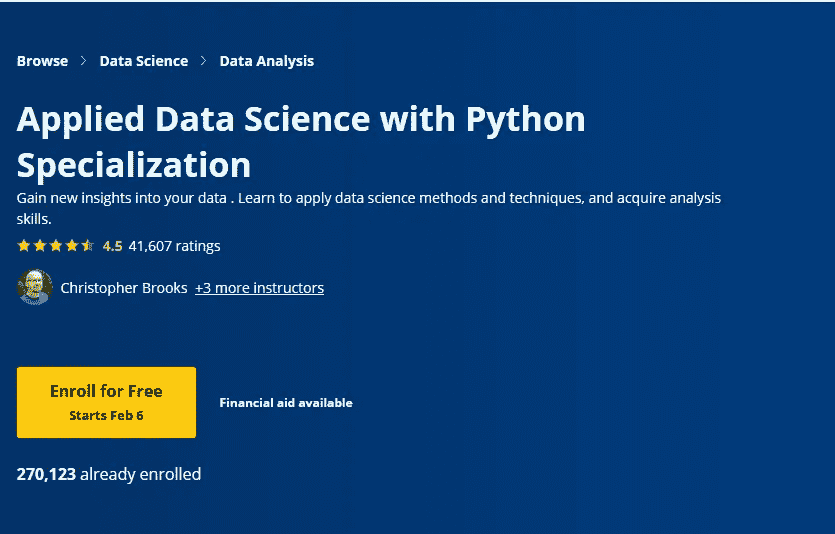 Browse > Data Science > Data Analysis
Applied Data Science with Python
Specialization
Gain new insights into your data . Learn to apply data science methods and techniques, and acquire analysis
skills.
4.5 41,607 ratings
Christopher Brooks +3 more instructors
Enroll for Free
Starts Feb 6
Financial aid available
270,123 already enrolled